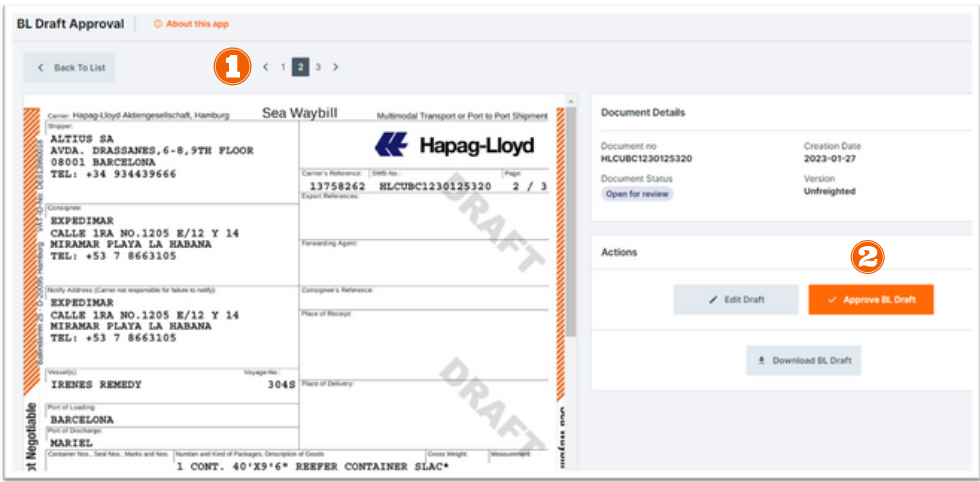 BL Draft Approval
About this app
Back To List
1
1 2 3
Carrier: Hapag-Lloyd Aktiengesellschaft, Hamburg
Sea Waybill
Multimodal Transport or Port to Port Shipment
Shipper:
ALTIUS SA
AVDA. DRASSANES,6-8,9TH FLOOR
08001 BARCELONA
TEL: +34 934439666
Hapag-Lloyd
Carrier's Reference: SWB-No.: Page:
13758262 HLCUBC1230125320 2 / 3
Export References:
Consignee:
EXPEDIMAR
CALLE 1RA NO.1205 E/12 Y 14
MIRAMAR PLAYA LA HABANA
TEL: +53 7 8663105
Forwarding Agent:
DRAFT
Notify Address (Carrier not responsible for failure to notify):
EXPEDIMAR
CALLE 1RA NO.1205 E/12 Y 14
MIRAMAR PLAYA LA HABANA
TEL: +53 7 8663105
Consignee's Reference:
Place of Receipt:
Vessel(s): Voyage-No.:
IRENES REMEDY 304S
Place of Delivery:
DRAFT
Port of Loading:
BARCELONA
Port of Discharge:
MARIEL
Container Nos., Seal Nos.; Marks and Nos. Number and Kind of Packages, Description of Goods Gross Weight: Measurement:
1 CONT. 40'X9'6" REEFER CONTAINER SLAC*
Document Details
Document no
HLCUBC1230125320
Creation Date
2023-01-27
Document Status
Open for review
Version
Unfreighted
Actions
2
Edit Draft
Approve BL Draft
Download BL Draft